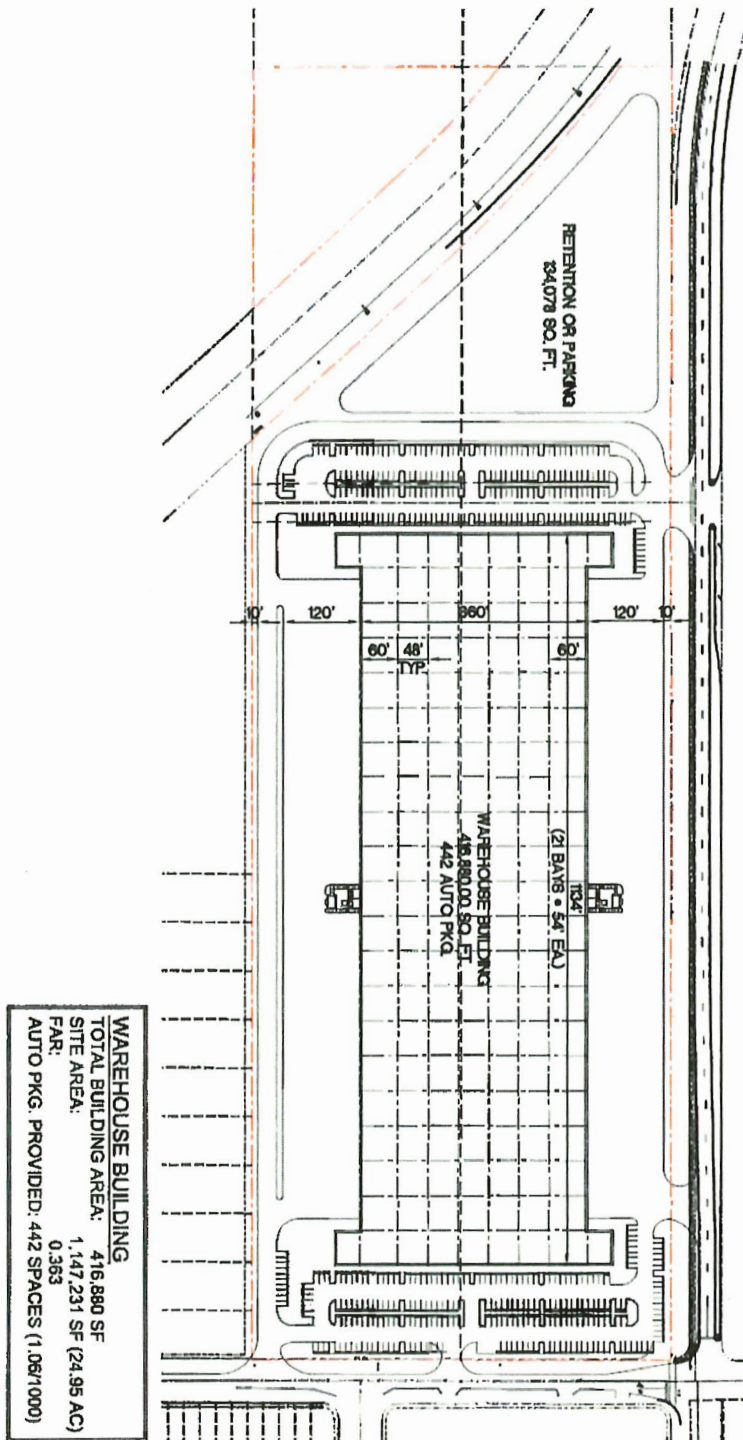 RETENTION OR PARKING
134,078 SQ. FT.
10'
120'
360'
120'
10'
60'
48'
TYP
60'
1134'
(21 BAYS @ 54' EA.)
WAREHOUSE BUILDING
416,880.00 SQ. FT.
442 AUTO PKG.
WAREHOUSE BUILDING
TOTAL BUILDING AREA: 416,880 SF
SITE AREA: 1,147,231 SF (24.95 AC)
FAR: 0.363
AUTO PKG. PROVIDED: 442 SPACES (1.06/1000)